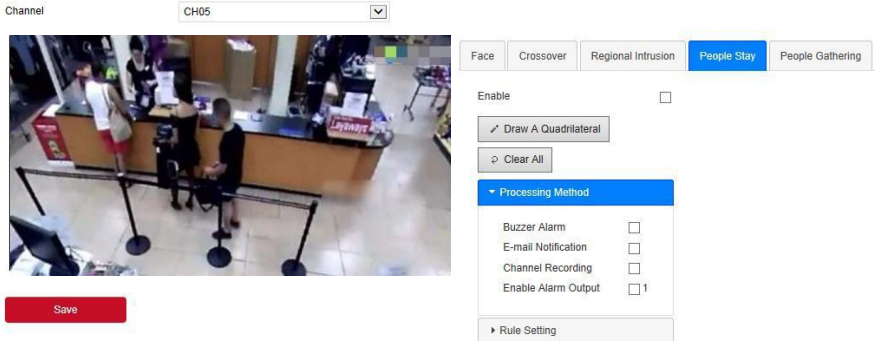 Channel
CH05
Layaways
Save
Face
Crossover
Regional Intrusion
People Stay
People Gathering
Enable
Draw A Quadrilateral
Clear All
Processing Method
Buzzer Alarm
E-mail Notification
Channel Recording
Enable Alarm Output 1
Rule Setting